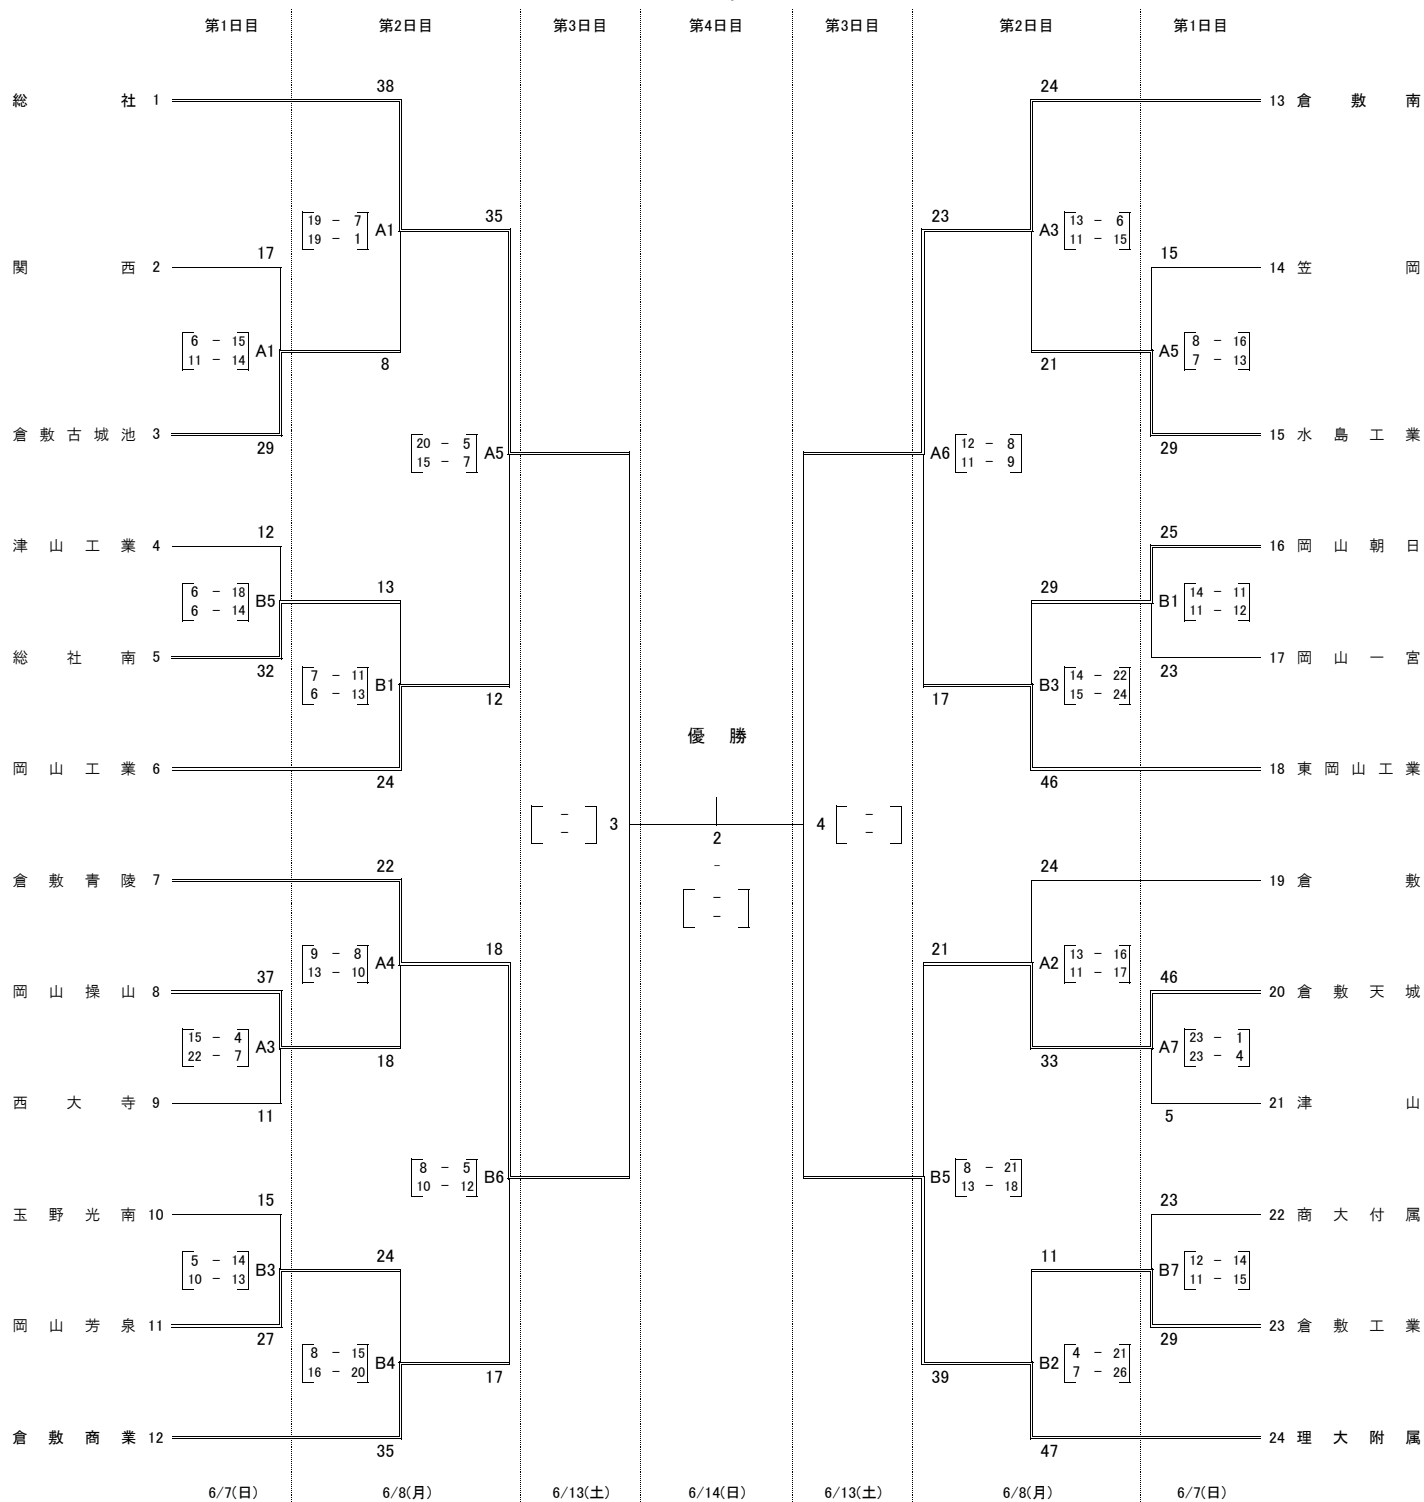 第1日目 第2日目 第3日目 第4日目 第3日目 第2日目 第1日目
38 24
総社 1 13 倉敷南
19 - 7 35 23 13 - 6
A1 A3
19 - 1 11 - 15
17 15
関西 2 14 笠岡
6 - 15 8 - 16
A1 A5
11 - 14 7 - 13
8 21
倉敷古城池 3 15 水島工業
29 20 - 5 12 - 8 29
A5 A6
15 - 7 11 - 9
12 25
津山工業 4 16 岡山朝日
6 - 18 13 29 14 - 11
B5 B1
6 - 14 11 - 12
総社南 5 17 岡山一宮
32 7 - 11 14 - 22 23
B1 B3
6 - 13 15 - 24
12 17
優勝
岡山工業 6 18 東岡山工業
24 46
- -
3 2 4
- -
22 24
倉敷青陵 7 - 19 倉敷
-
-
9 - 8 18 21 13 - 16
A4 A2
13 - 10 11 - 17
37 46
岡山操山 8 20 倉敷天城
15 - 4 23 - 1
A3 A7
22 - 7 23 - 4
18 33
西大寺 9 21 津山
11 5
8 - 5 8 - 21
B6 B5
10 - 12 13 - 18
15 23
玉野光南 10 22 商大付属
5 - 14 24 11 12 - 14
B3 B7
10 - 13 11 - 15
岡山芳泉 11 23 倉敷工業
27 29
8 - 15 4 - 21
B4 B2
16 - 20 7 - 26
17 39
倉敷商業 12 24 理大附属
35 47
6/7(日) 6/8(月) 6/13(土) 6/14(日) 6/13(土) 6/8(月) 6/7(日)